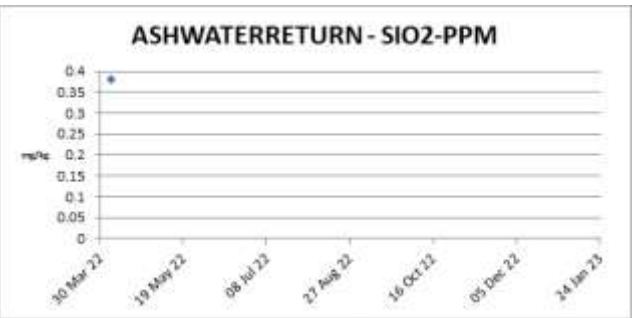 ASHWATERRETURN - SIO2-PPM
0.4
0.35
0.3
0.25
0.2
0.15
0.1
0.05
0
30 Mar 22
19 May 22
08 Jul 22
27 Aug 22
16 Oct 22
05 Dec 22
24 Jan 23